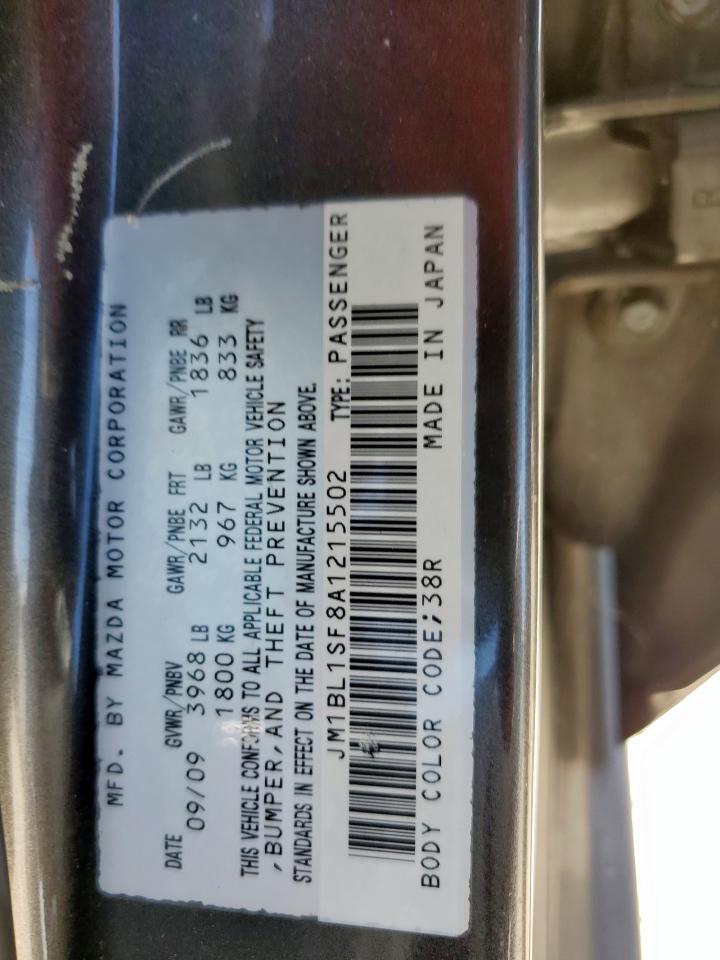 MFD. BY MAZDA MOTOR CORPORATION
DATE GVWR/PNBV GAWR/PNBE FRT GAWR/PNBE RR
09/09 3968 LB 2132 LB 1836 LB
1800 KG 967 KG 833 KG
THIS VEHICLE CONFORMS TO ALL APPLICABLE FEDERAL MOTOR VEHICLE SAFETY
,BUMPER, AND THEFT PREVENTION
STANDARDS IN EFFECT ON THE DATE OF MANUFACTURE SHOWN ABOVE.
JM1BL1SF8A1215502 TYPE: PASSENGER
BODY COLOR CODE;38R MADE IN JAPAN